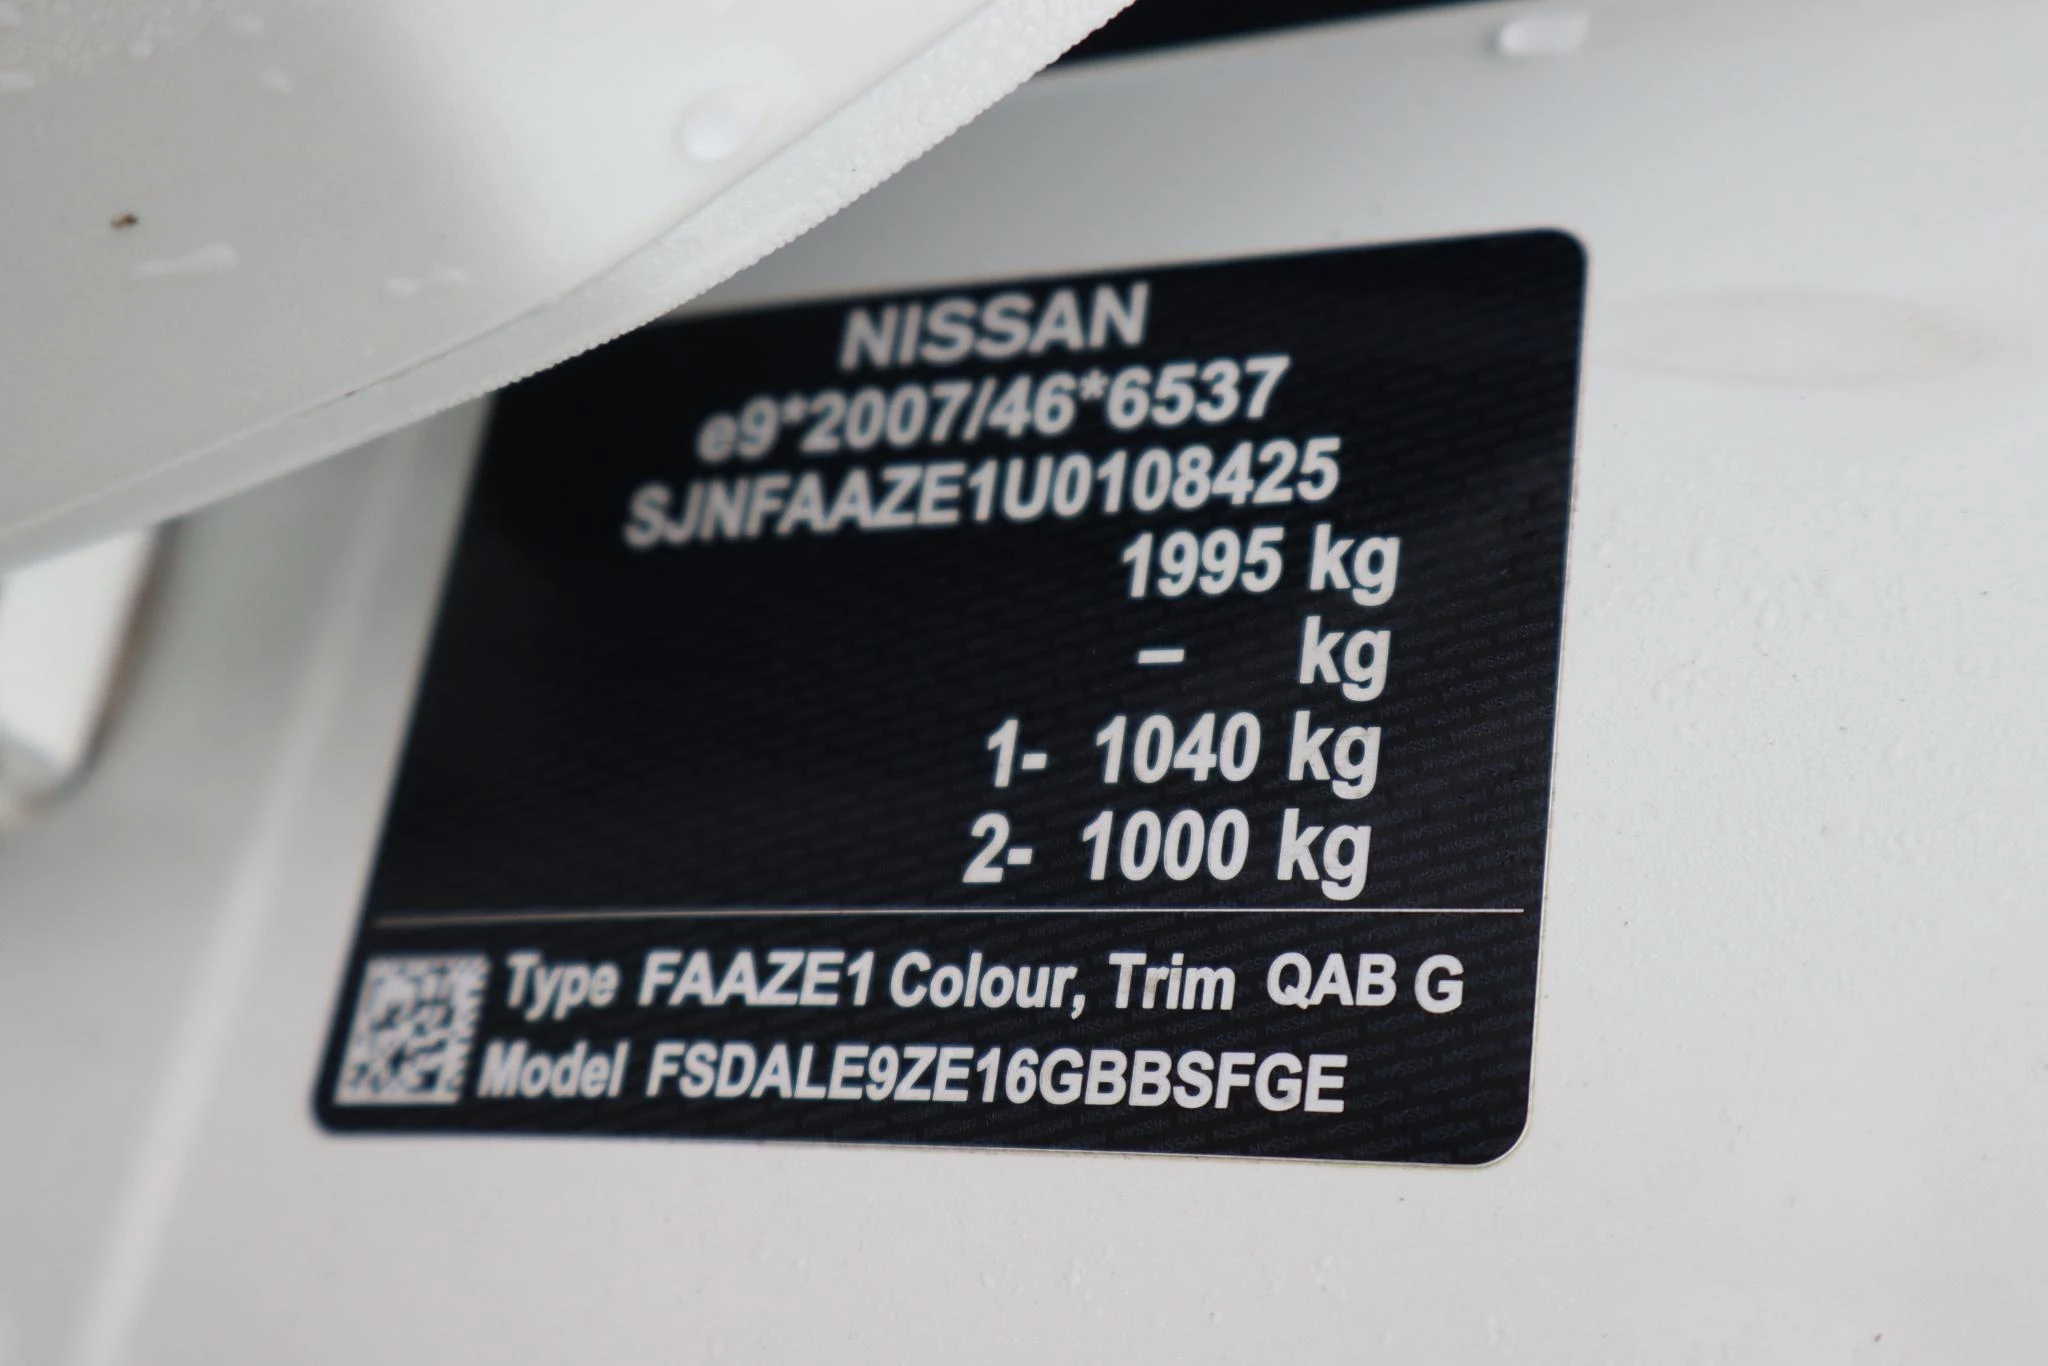 NISSAN
e9*2007/46*6537
SJNFAAZE1U0108425
1995 kg
– kg
1- 1040 kg
2- 1000 kg
Type FAAZE1 Colour, Trim QAB G
Model FSDALE9ZE16GBBSFGE